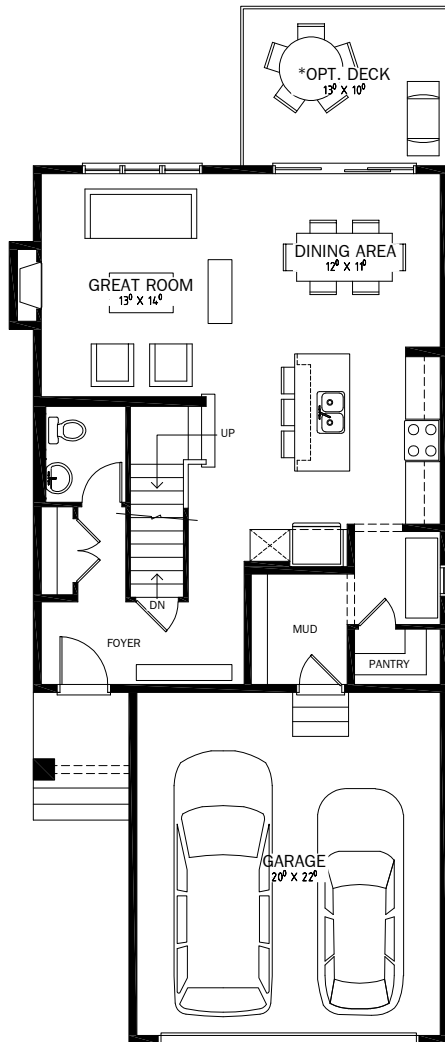 *OPT. DECK
13⁰ X 10⁰
DINING AREA
12⁰ X 11⁰
GREAT ROOM
13⁰ X 14⁰
UP
DN
FOYER
MUD
PANTRY
GARAGE
20⁰ X 22⁰